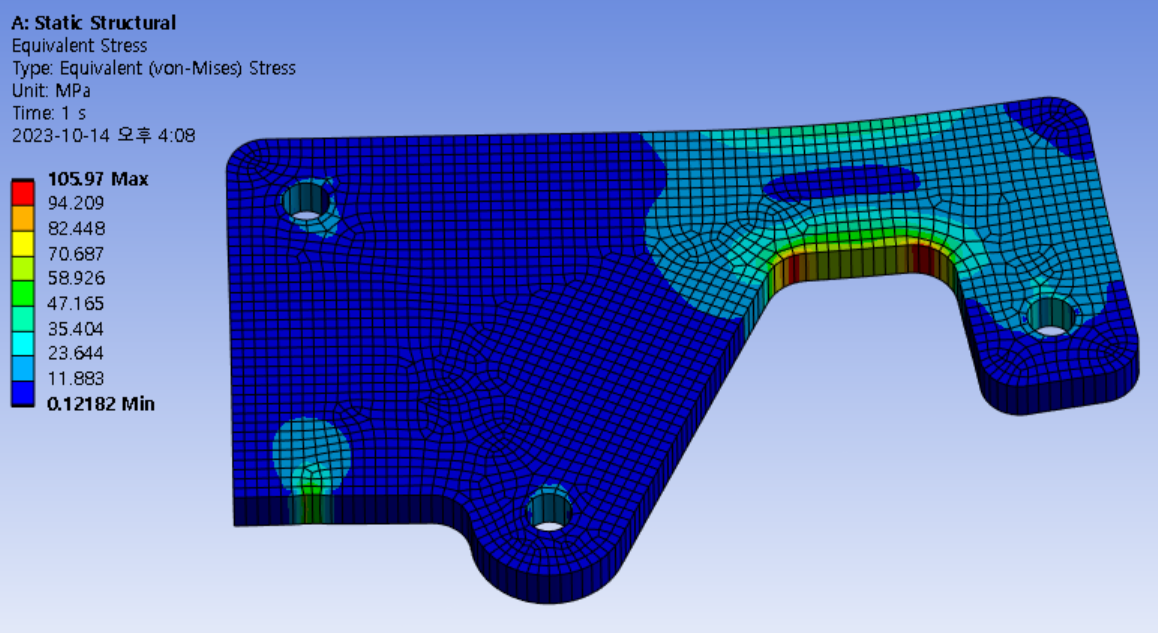 A: Static Structural
Equivalent Stress
Type: Equivalent (von-Mises) Stress
Unit: MPa
Time: 1 s
2023-10-14 오후 4:08
105.97 Max
94.209
82.448
70.687
58.926
47.165
35.404
23.644
11.883
0.12182 Min